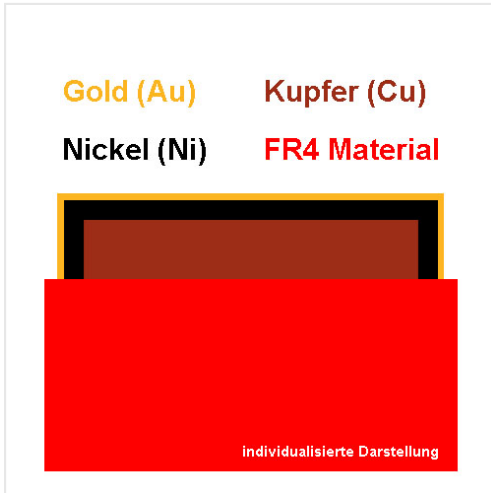 Gold (Au) Kupfer (Cu)
Nickel (Ni) FR4 Material
individualisierte Darstellung